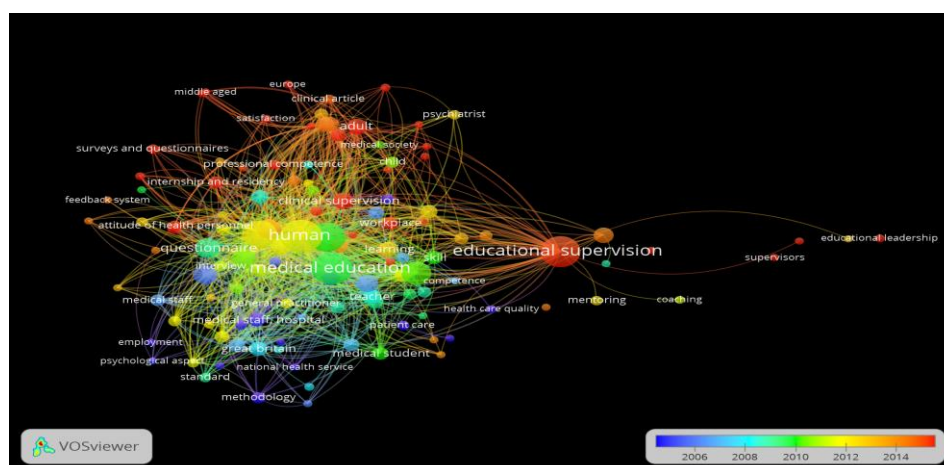 europe
middle aged
clinical article
psychiatrist
satisfaction
adult
medical society
surveys and questionnaires
professional competence
child
internship and residency
feedback system
clinical supervision
attitude of health personnel
workplace
human
educational leadership
questionnaire
learning
educational supervision
skill
supervisors
interview
medical education
competence
medical staff
general practitioner
teacher
health care quality
mentoring
coaching
medical staff, hospital
patient care
employment
great britain
medical student
psychological aspect
national health service
standard
methodology
VOSviewer
2006 2008 2010 2012 2014